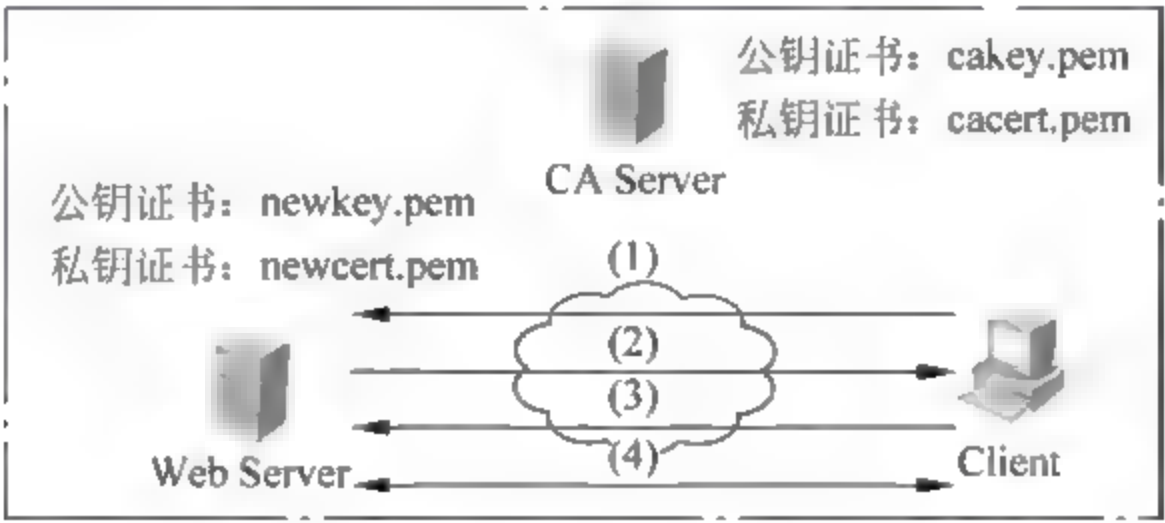 公钥证书：cakey.pem
私钥证书：cacert.pem
CA Server
公钥证书：newkey.pem
私钥证书：newcert.pem
(1)
(2)
(3)
(4)
Web Server
Client